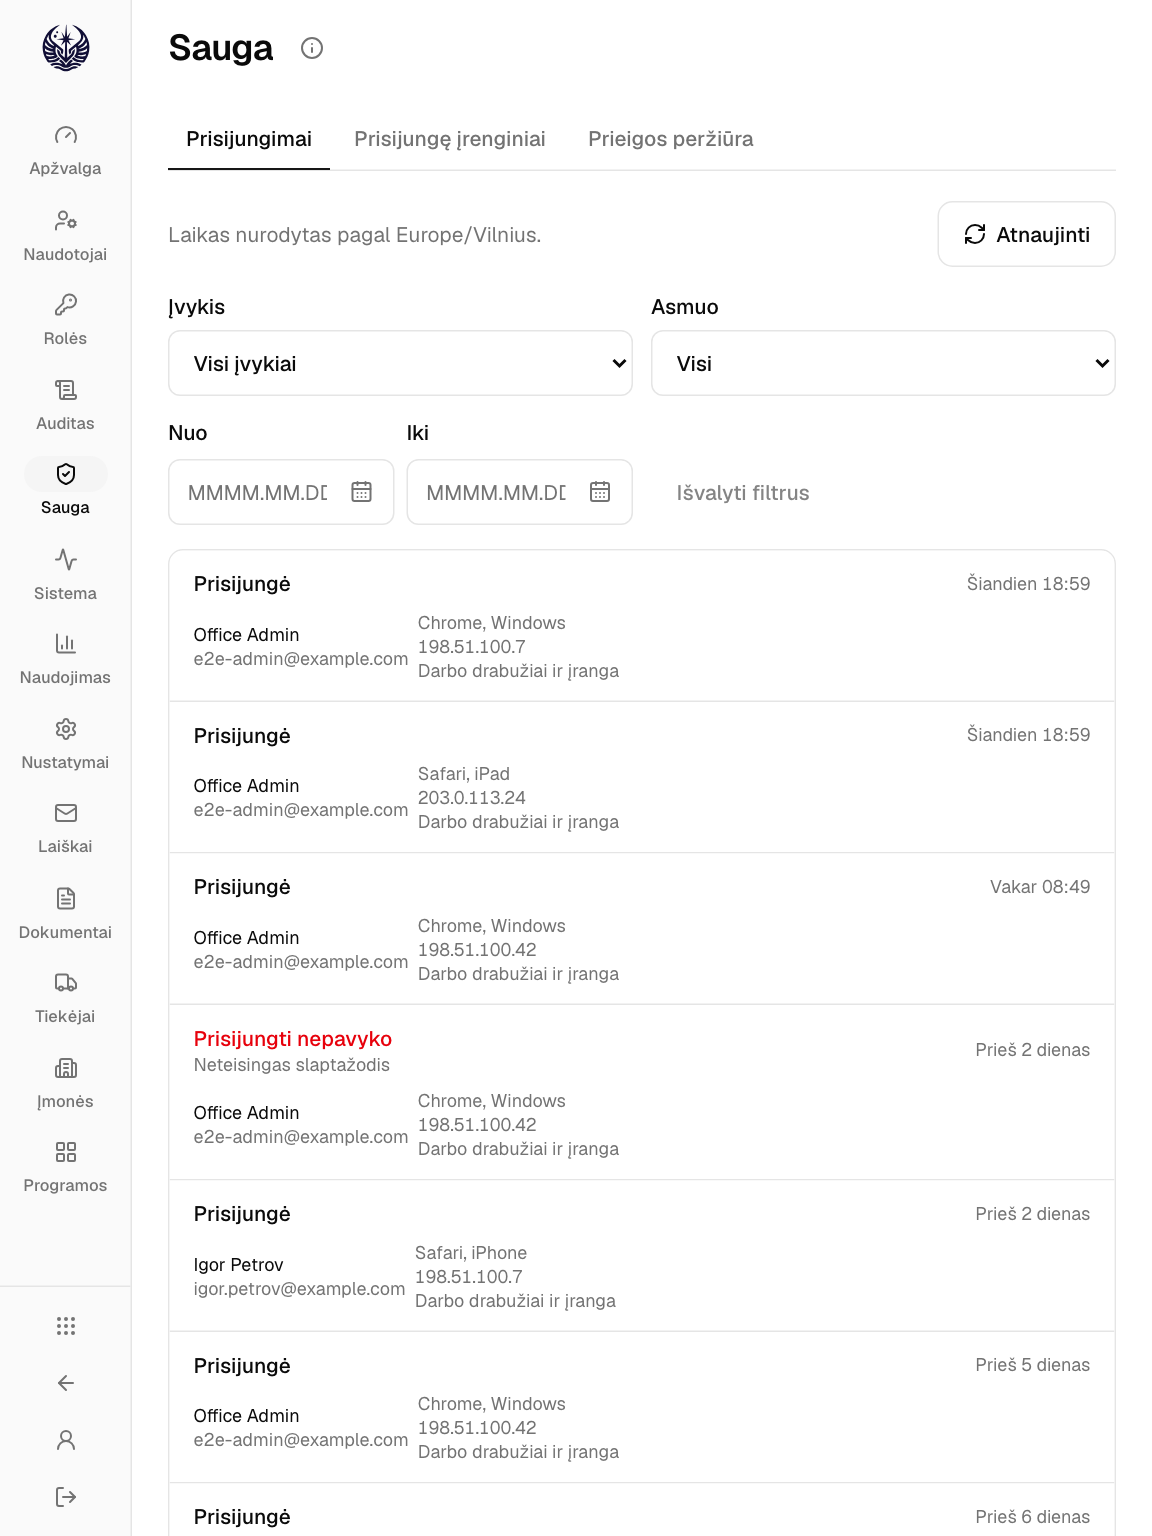 Sauga
Apžvalga
Naudotojai
Rolės
Auditas
Sauga
Sistema
Naudojimas
Nustatymai
Laiškai
Dokumentai
Tiekėjai
Įmonės
Programos
Prisijungimai
Prisijungę įrenginiai
Prieigos peržiūra
Laikas nurodytas pagal Europe/Vilnius.
Atnaujinti
Įvykis
Asmuo
Visi įvykiai
Visi
Nuo
Iki
MMMM.MM.DD
MMMM.MM.DD
Išvalyti filtrus
Prisijungė
Šiandien 18:59
Office Admin
e2e-admin@example.com
Chrome, Windows
198.51.100.7
Darbo drabužiai ir įranga
Prisijungė
Šiandien 18:59
Office Admin
e2e-admin@example.com
Safari, iPad
203.0.113.24
Darbo drabužiai ir įranga
Prisijungė
Vakar 08:49
Office Admin
e2e-admin@example.com
Chrome, Windows
198.51.100.42
Darbo drabužiai ir įranga
Prisijungti nepavyko
Neteisingas slaptažodis
Prieš 2 dienas
Office Admin
e2e-admin@example.com
Chrome, Windows
198.51.100.42
Darbo drabužiai ir įranga
Prisijungė
Prieš 2 dienas
Igor Petrov
igor.petrov@example.com
Safari, iPhone
198.51.100.7
Darbo drabužiai ir įranga
Prisijungė
Prieš 5 dienas
Office Admin
e2e-admin@example.com
Chrome, Windows
198.51.100.42
Darbo drabužiai ir įranga
Prisijungė
Prieš 6 dienas